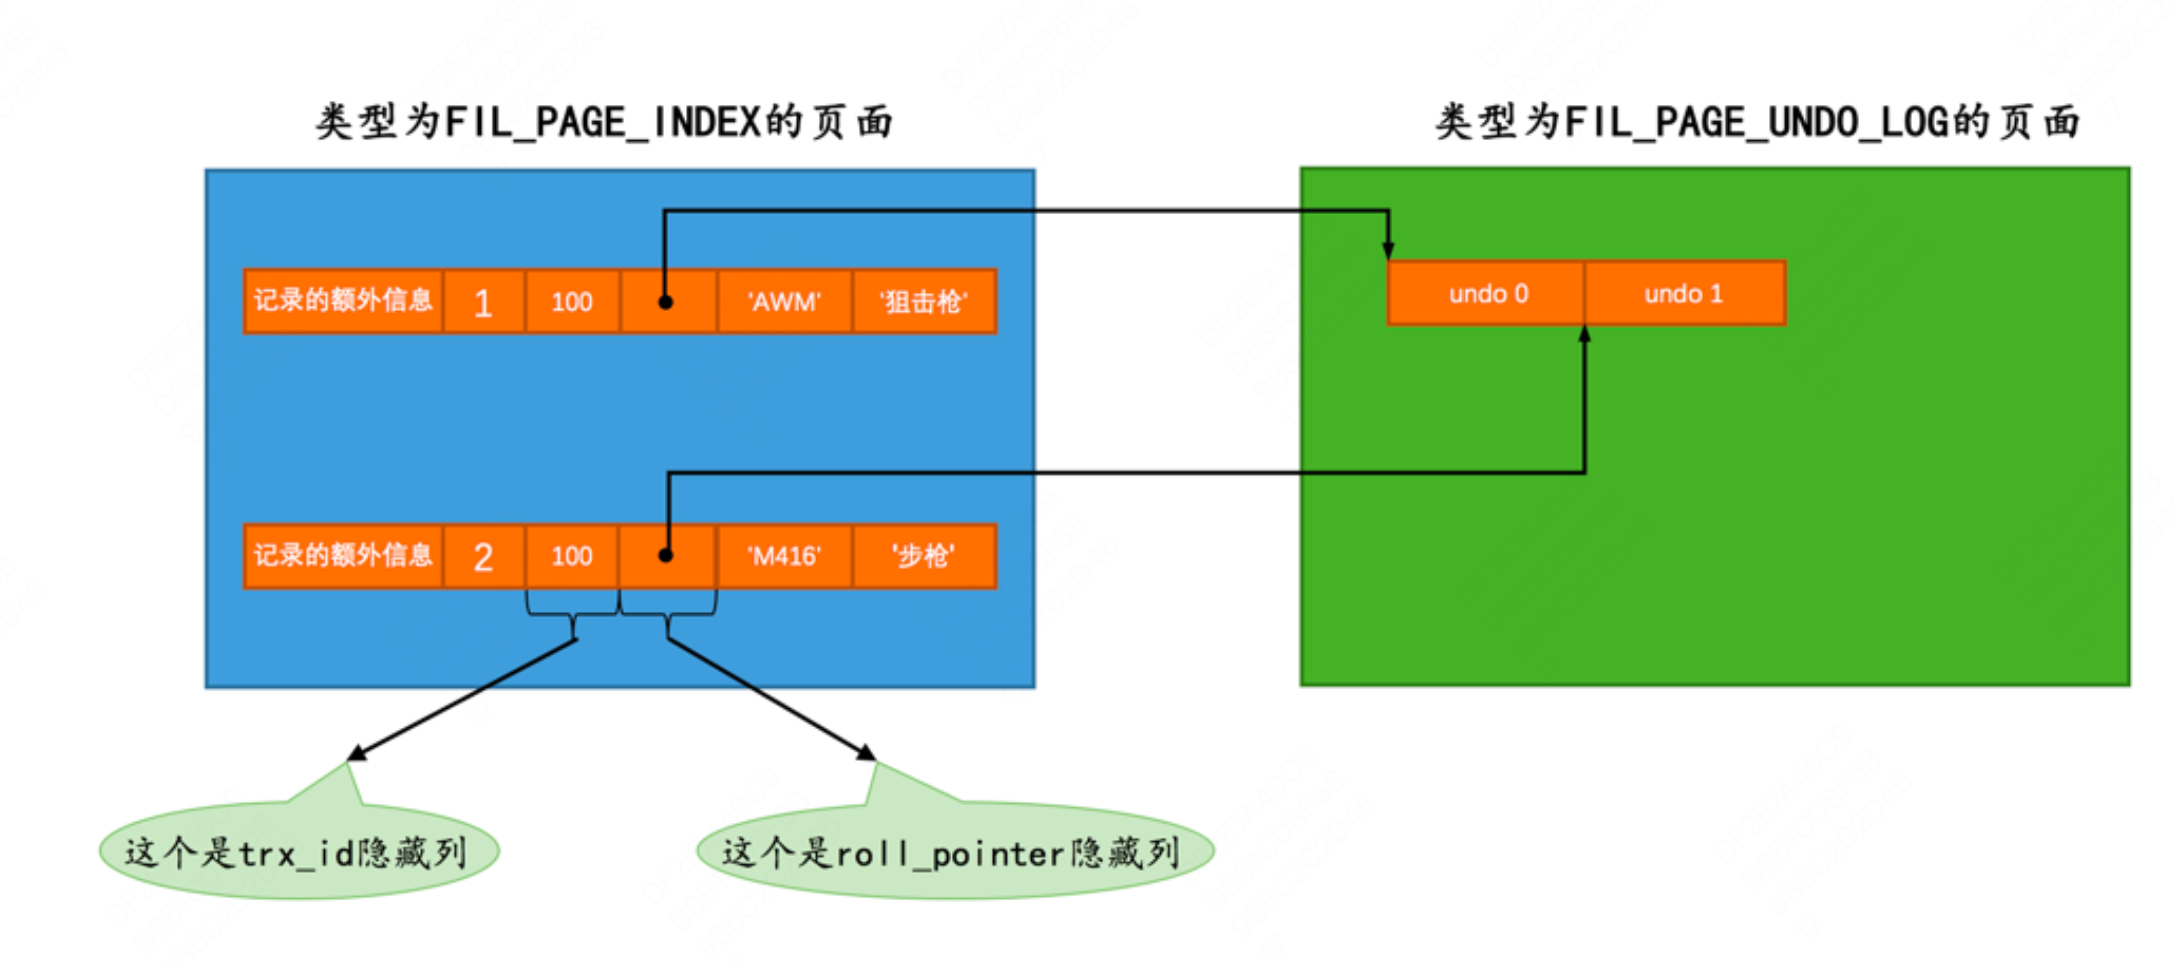 类型为FIL_PAGE_INDEX的页面
类型为FIL_PAGE_UNDO_LOG的页面
记录的额外信息 1 100 'AWM' '狙击枪'
undo 0 undo 1
记录的额外信息 2 100 'M416' '步枪'
这个是trx_id隐藏列
这个是roll_pointer隐藏列